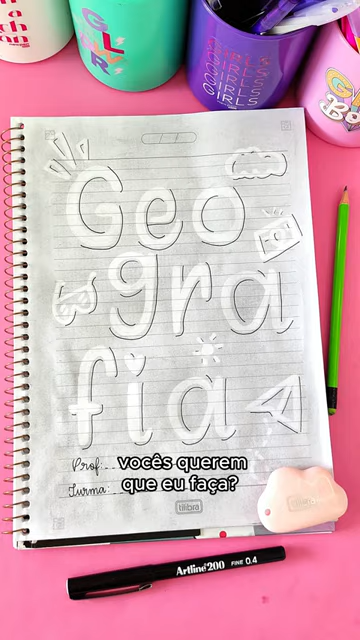 GIRLS
GIRLS
GIRLS
GIRLS
GIRLS
Geo
gra
fia
Prof:
Turma:
vocês querem
que eu faça?
tilibra
Artline 200 FINE 0.4